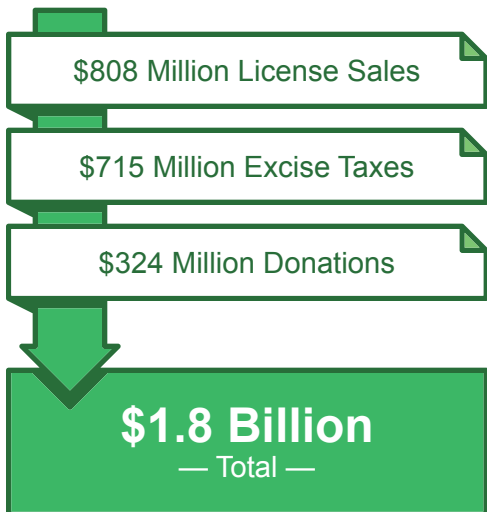 $808 Million License Sales
$715 Million Excise Taxes
$324 Million Donations
$1.8 Billion
— Total —